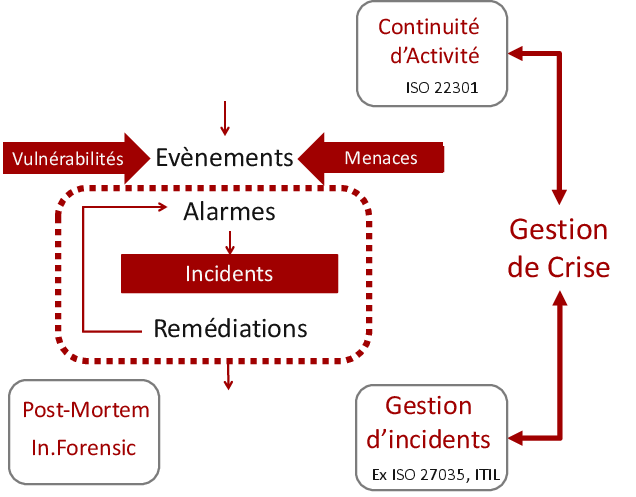 Continuité
d’Activité
ISO 22301
Vulnérabilités
Evènements
Menaces
Alarmes
Incidents
Remédiations
Gestion
de Crise
Post-Mortem
In.Forensic
Gestion
d’incidents
Ex ISO 27035, ITIL